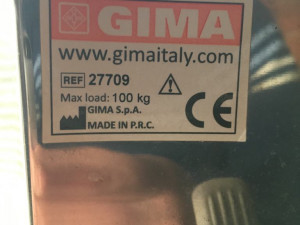 GIMA
www.gimaitaly.com
REF 27709
Max load: 100 kg
GIMA S.p.A.
MADE IN P.R.C.
CE